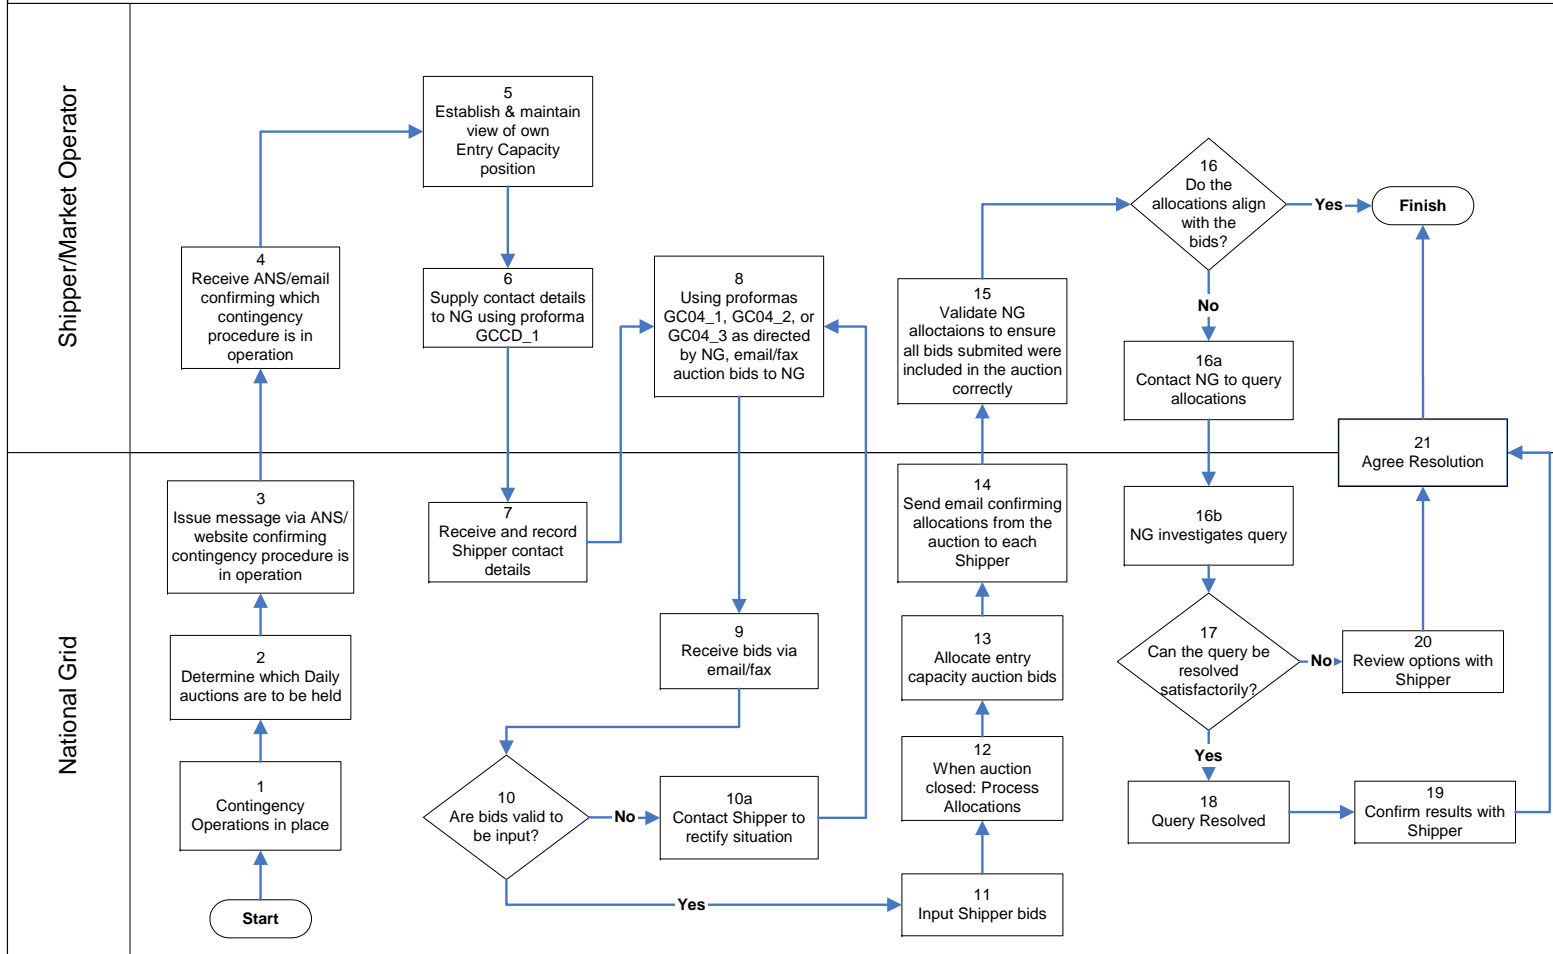 Shipper/Market Operator
National Grid
Start
1
Contingency
Operations in place
2
Determine which Daily
auctions are to be held
3
Issue message via ANS/
website confirming
contingency procedure is
in operation
4
Receive ANS/email
confirming which
contingency
procedure is in
operation
5
Establish & maintain
view of own
Entry Capacity
position
6
Supply contact details
to NG using proforma
GCCD_1
7
Receive and record
Shipper contact
details
8
Using proformas
GC04_1, GC04_2, or
GC04_3 as directed
by NG, email/fax
auction bids to NG
9
Receive bids via
email/fax
10
Are bids valid to
be input?
No
10a
Contact Shipper to
rectify situation
Yes
11
Input Shipper bids
12
When auction
closed: Process
Allocations
13
Allocate entry
capacity auction bids
14
Send email confirming
allocations from the
auction to each
Shipper
15
Validate NG
alloctaions to ensure
all bids submited were
included in the auction
correctly
16
Do the
allocations align
with the
bids?
Yes
Finish
No
16a
Contact NG to query
allocations
16b
NG investigates query
17
Can the query be
resolved
satisfactorily?
No
20
Review options with
Shipper
Yes
18
Query Resolved
19
Confirm results with
Shipper
21
Agree Resolution